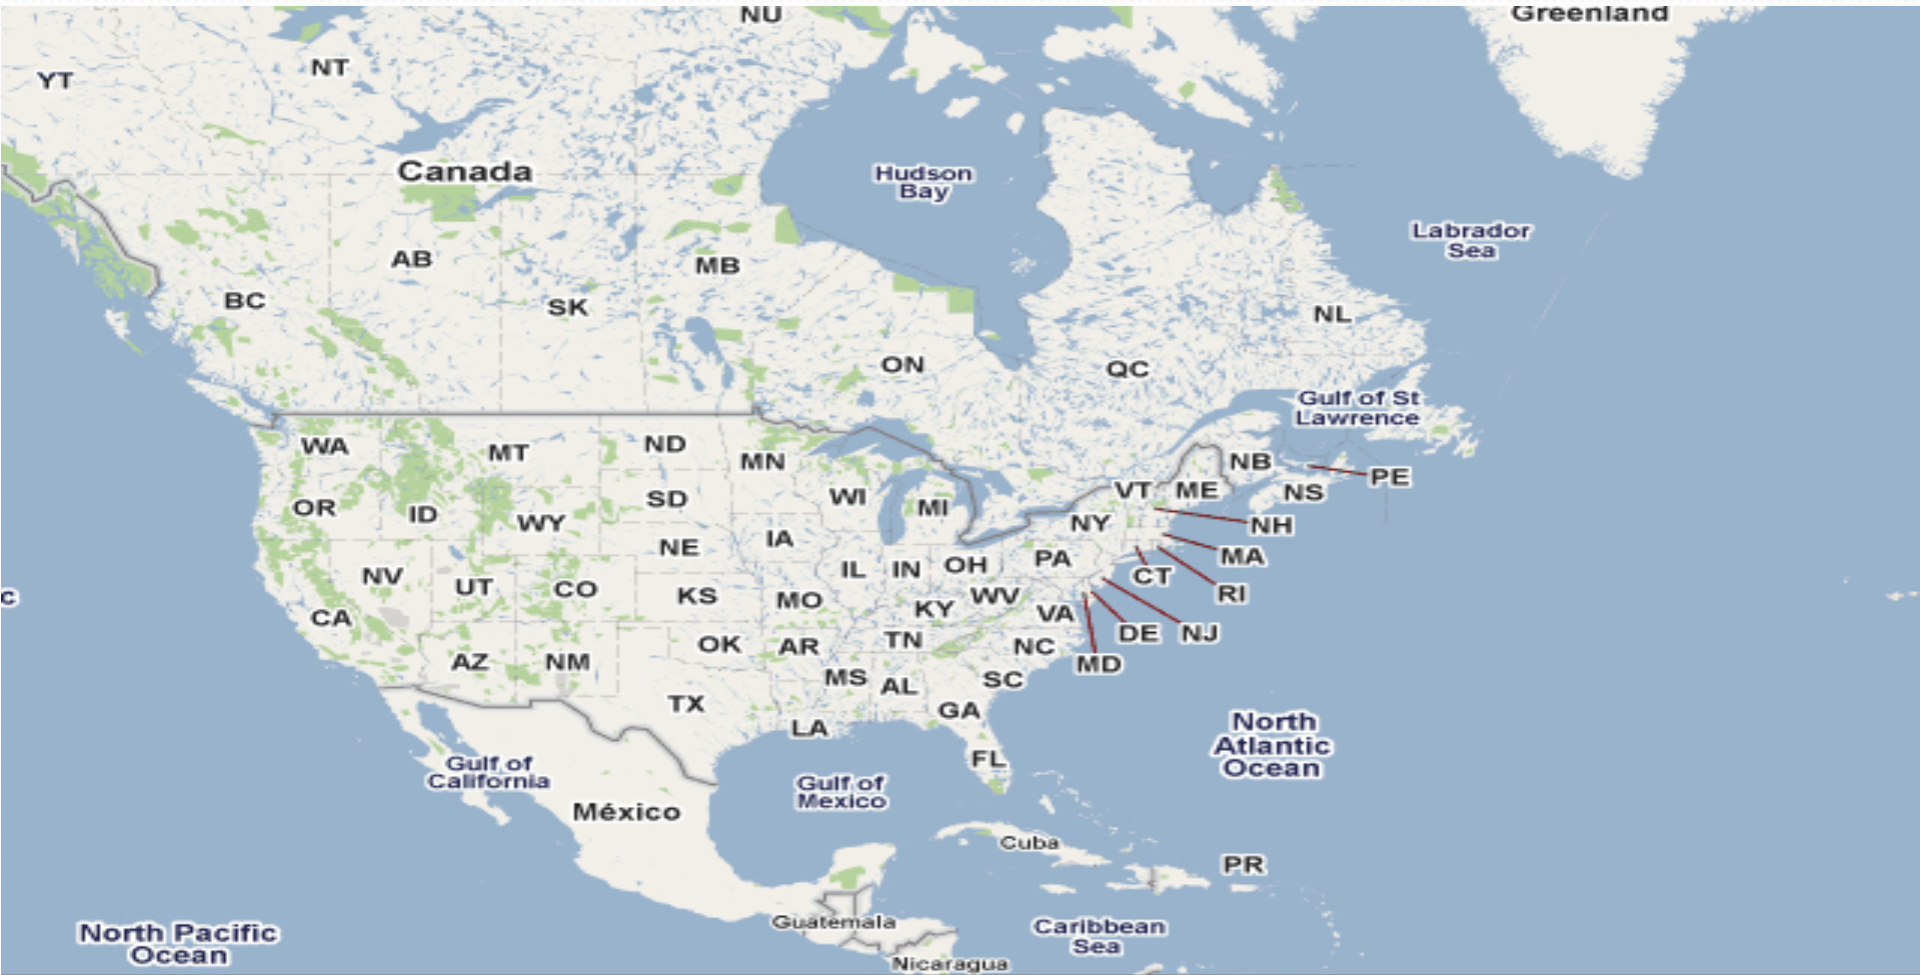 NU
Greenland
NT
YT
Canada
Hudson
Bay
Labrador
Sea
AB
MB
BC
SK
NL
ON
QC
Gulf of St
Lawrence
WA
MT
ND
MN
NB
PE
OR
ID
WY
SD
WI
MI
VT
ME
NS
NY
NH
NE
IA
IL
IN
OH
PA
MA
CT
RI
NV
UT
CO
KS
MO
KY
WV
VA
c
CA
OK
AR
TN
NC
DE
NJ
MD
AZ
NM
MS
AL
SC
TX
LA
GA
FL
North
Atlantic
Ocean
Gulf of
California
Gulf of
Mexico
México
Cuba
PR
Guatemala
Caribbean
Sea
North Pacific
Ocean
Nicaragua